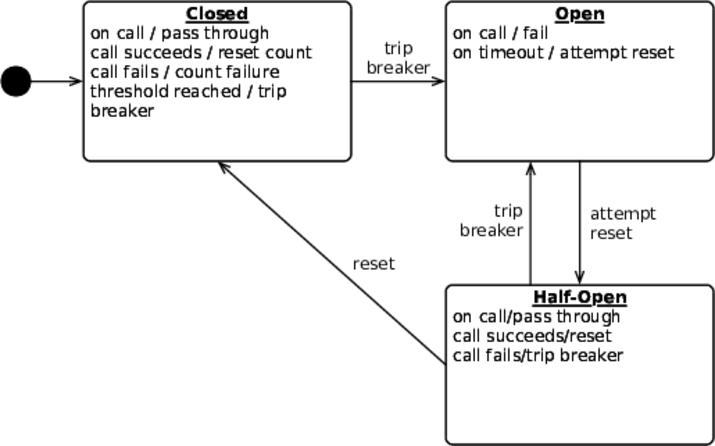 Closed
on call / pass through
call succeeds / reset count
call fails / count failure
threshold reached / trip
breaker
trip
breaker
Open
on call / fail
on timeout / attempt reset
trip
breaker
attempt
reset
reset
Half-Open
on call/pass through
call succeeds/reset
call fails/trip breaker